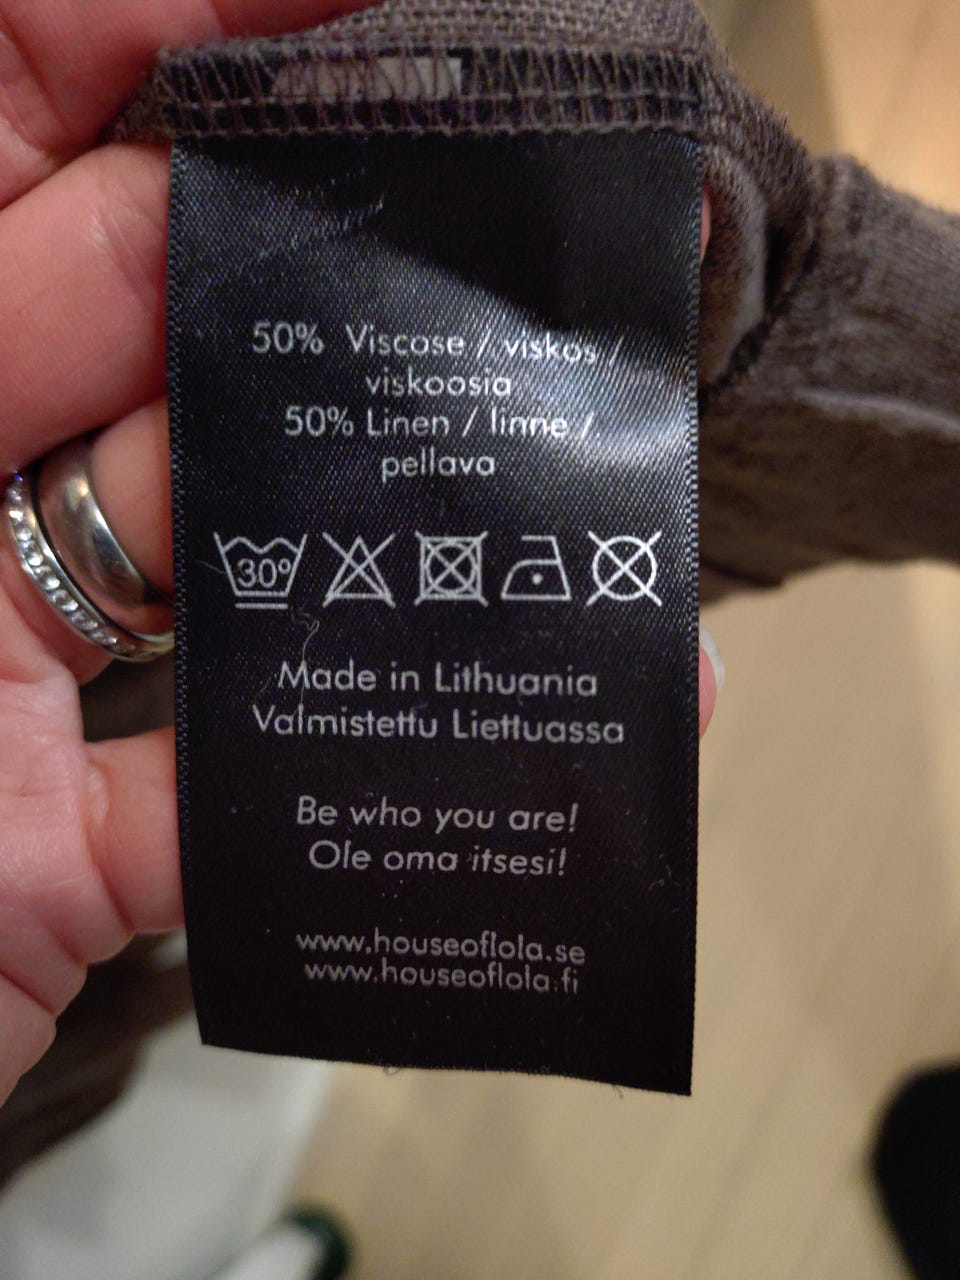 50% Viscose / viskos /
viskoosia
50% Linen / linne /
pellava
30°
Made in Lithuania
Valmistettu Liettuassa
Be who you are!
Ole oma itsesi!
www.houseoflola.se
www.houseoflola.fi